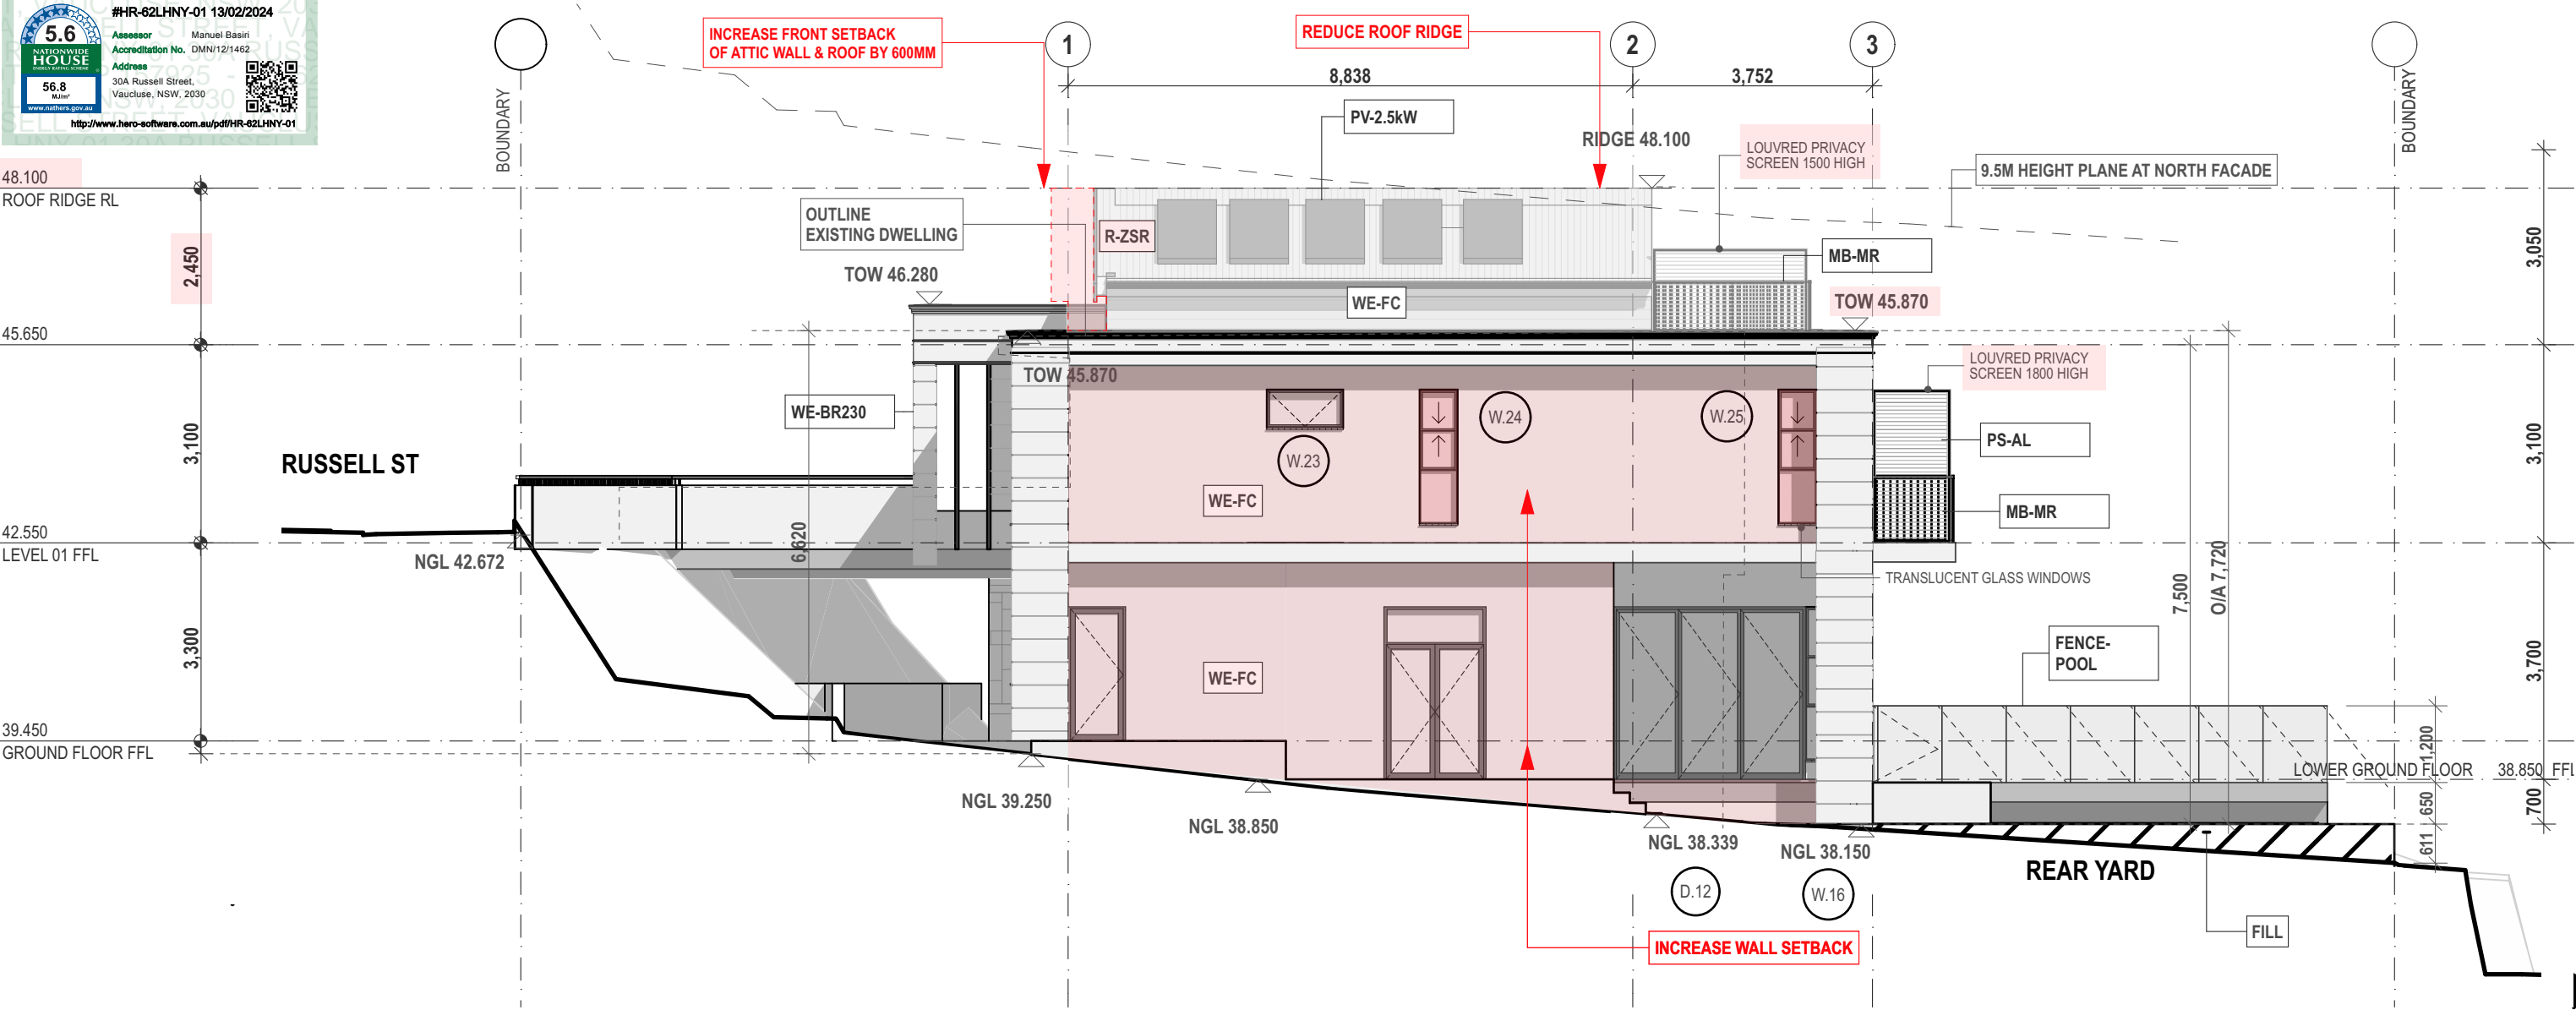 #HR-62LHNY-01 13/02/2024
5.6
NATIONWIDE
HOUSE
ENERGY RATING SCHEME
56.8
MJ/m²
www.nathers.gov.au
Assessor Manuel Basiri
Accreditation No. DMN/12/1462
Address
30A Russell Street,
Vaucluse, NSW, 2030
http://www.hero-software.com.au/pdf/HR-62LHNY-01
INCREASE FRONT SETBACK
OF ATTIC WALL & ROOF BY 600MM
REDUCE ROOF RIDGE
1
2
3
8,838
3,752
BOUNDARY
BOUNDARY
PV-2.5kW
RIDGE 48.100
LOUVRED PRIVACY
SCREEN 1500 HIGH
9.5M HEIGHT PLANE AT NORTH FACADE
48.100
ROOF RIDGE RL
OUTLINE
EXISTING DWELLING
R-ZSR
2,450
3,050
MB-MR
TOW 46.280
WE-FC
TOW 45.870
45.650
LOUVRED PRIVACY
SCREEN 1800 HIGH
TOW 45.870
WE-BR230
W.23
W.24
W.25
3,100
3,100
PS-AL
RUSSELL ST
WE-FC
MB-MR
42.550
LEVEL 01 FFL
NGL 42.672
6,620
TRANSLUCENT GLASS WINDOWS
7,500
O/A 7,720
3,300
3,700
FENCE-
POOL
WE-FC
39.450
GROUND FLOOR FFL
1,200
LOWER GROUND FLOOR 38.850 FFL
NGL 39.250
NGL 38.850
650
700
NGL 38.339
NGL 38.150
611
REAR YARD
D.12
W.16
FILL
INCREASE WALL SETBACK